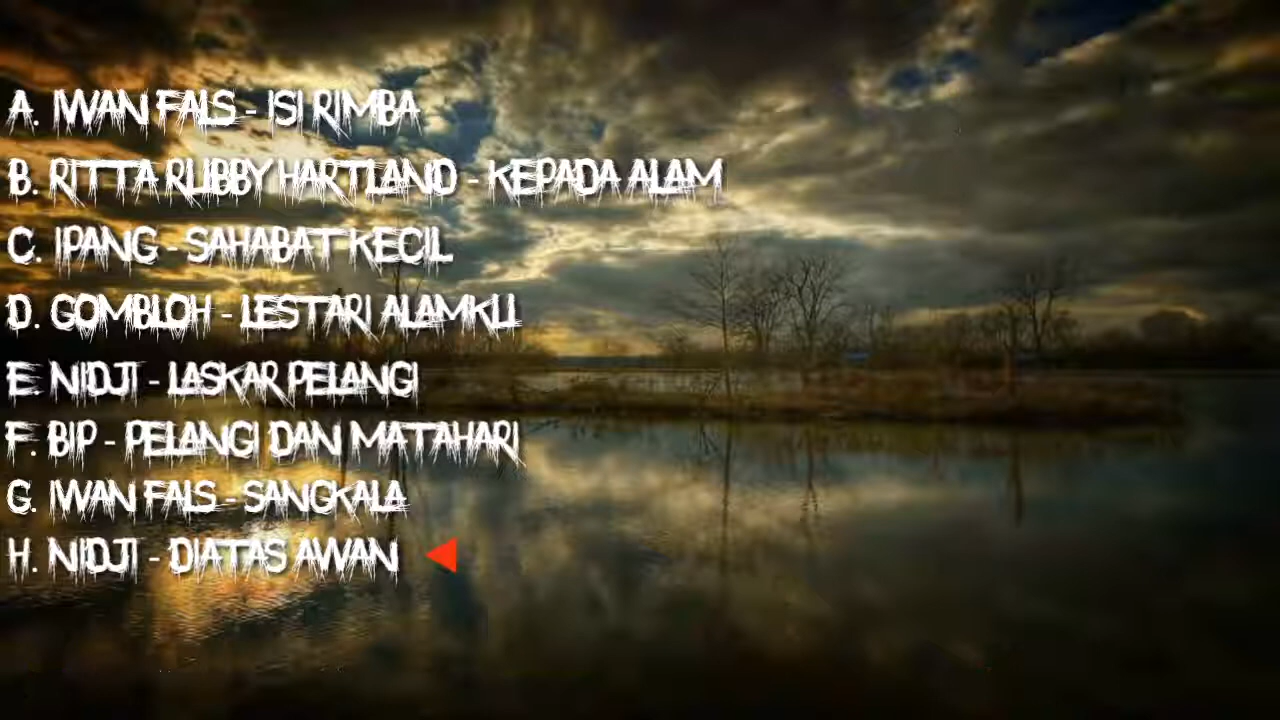 A. IWAN FALS - ISI RIMBA
B. RITTA RUBBY HARTLAND - KEPADA ALAM
C. IPANG - SAHABAT KECIL
D. GOMBLOH - LESTARI ALAMKU
E. NIDJI - LASKAR PELANGI
F. BIP - PELANGI DAN MATAHARI
G. IWAN FALS - SANGKALA
H. NIDJI - DIATAS AWAN